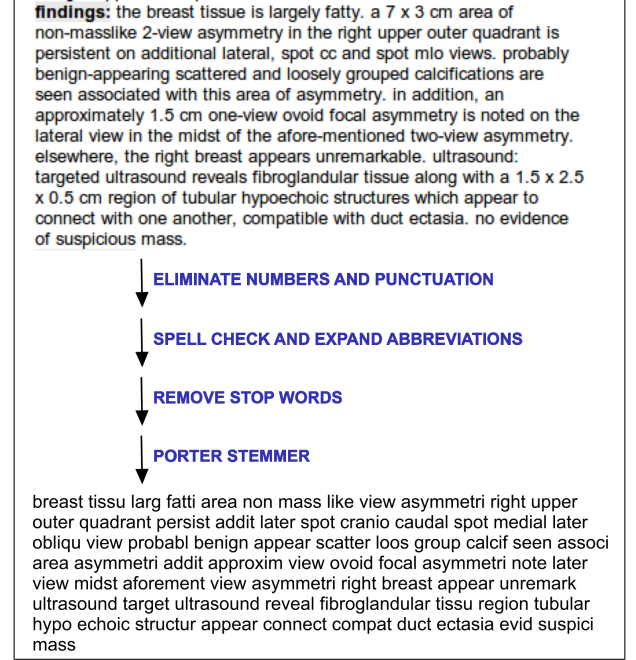 findings: the breast tissue is largely fatty. a 7 x 3 cm area of
non-masslike 2-view asymmetry in the right upper outer quadrant is
persistent on additional lateral, spot cc and spot mlo views. probably
benign-appearing scattered and loosely grouped calcifications are
seen associated with this area of asymmetry. in addition, an
approximately 1.5 cm one-view ovoid focal asymmetry is noted on the
lateral view in the midst of the afore-mentioned two-view asymmetry.
elsewhere, the right breast appears unremarkable. ultrasound:
targeted ultrasound reveals fibroglandular tissue along with a 1.5 x 2.5
x 0.5 cm region of tubular hypoechoic structures which appear to
connect with one another, compatible with duct ectasia. no evidence
of suspicious mass.
ELIMINATE NUMBERS AND PUNCTUATION
SPELL CHECK AND EXPAND ABBREVIATIONS
REMOVE STOP WORDS
PORTER STEMMER
breast tissu larg fatti area non mass like view asymmetri right upper
outer quadrant persist addit later spot cranio caudal spot medial later
obliqu view probabl benign appear scatter loos group calcif seen associ
area asymmetri addit approxim view ovoid focal asymmetri note later
view midst aforement view asymmetri right breast appear unremark
ultrasound target ultrasound reveal fibroglandular tissu region tubular
hypo echoic structur appear connect compat duct ectasia evid suspici
mass